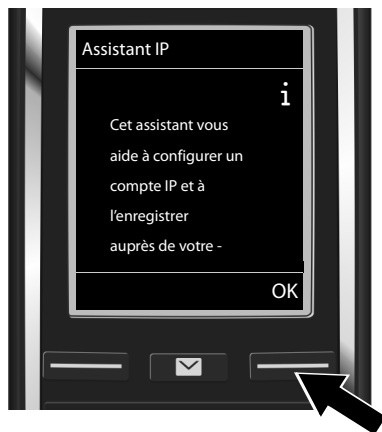 Assistant IP
i
Cet assistant vous
aide à configurer un
compte IP et à
l'enregistrer
auprès de votre -
OK